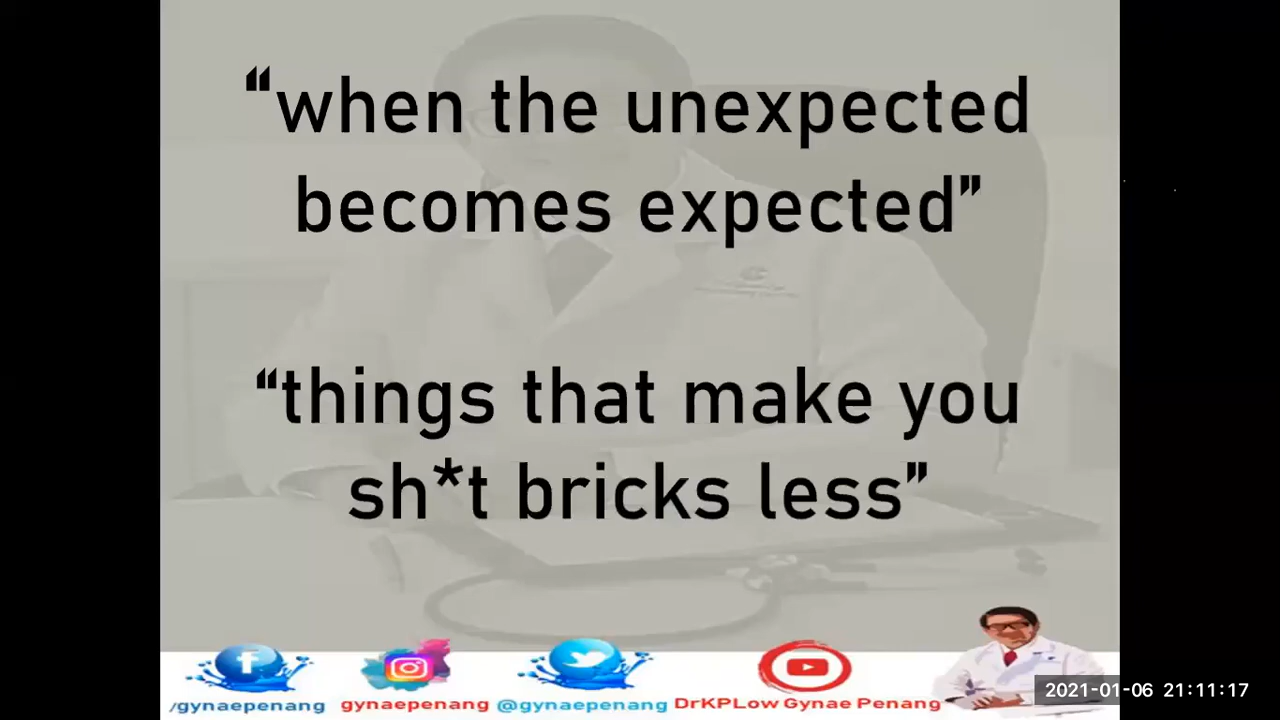 “when the unexpected
becomes expected”
“things that make you
sh*t bricks less”
/gynaepenang gynaepenang @gynaepenang DrKPLow Gynae Penang
2021-01-06 21:11:17